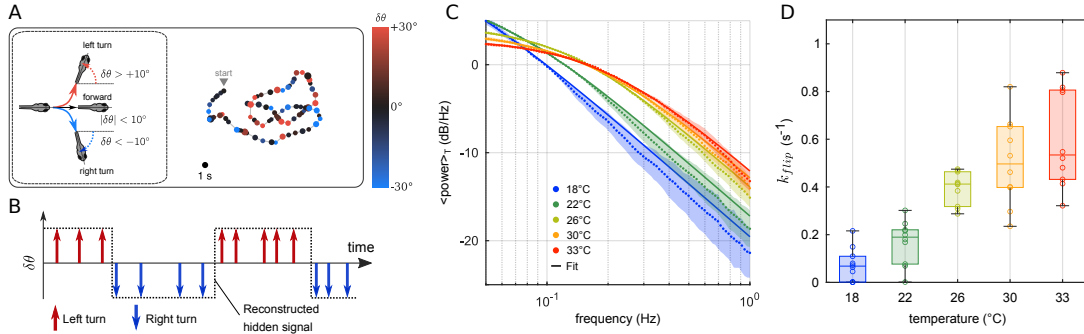 A
left turn
δθ > +10°
forward
|δθ| < 10°
δθ < −10°
right turn
start
1 s
δθ
+30°
0°
-30°
B
δθ
time
Left turn
Right turn
Reconstructed
hidden signal
C
<power>T (dB/Hz)
5
0
-10
-20
18°C
22°C
26°C
30°C
33°C
Fit
10⁻¹
10⁰
frequency (Hz)
D
kflip (s⁻¹)
1
0.8
0.6
0.4
0.2
0
18
22
26
30
33
temperature (°C)